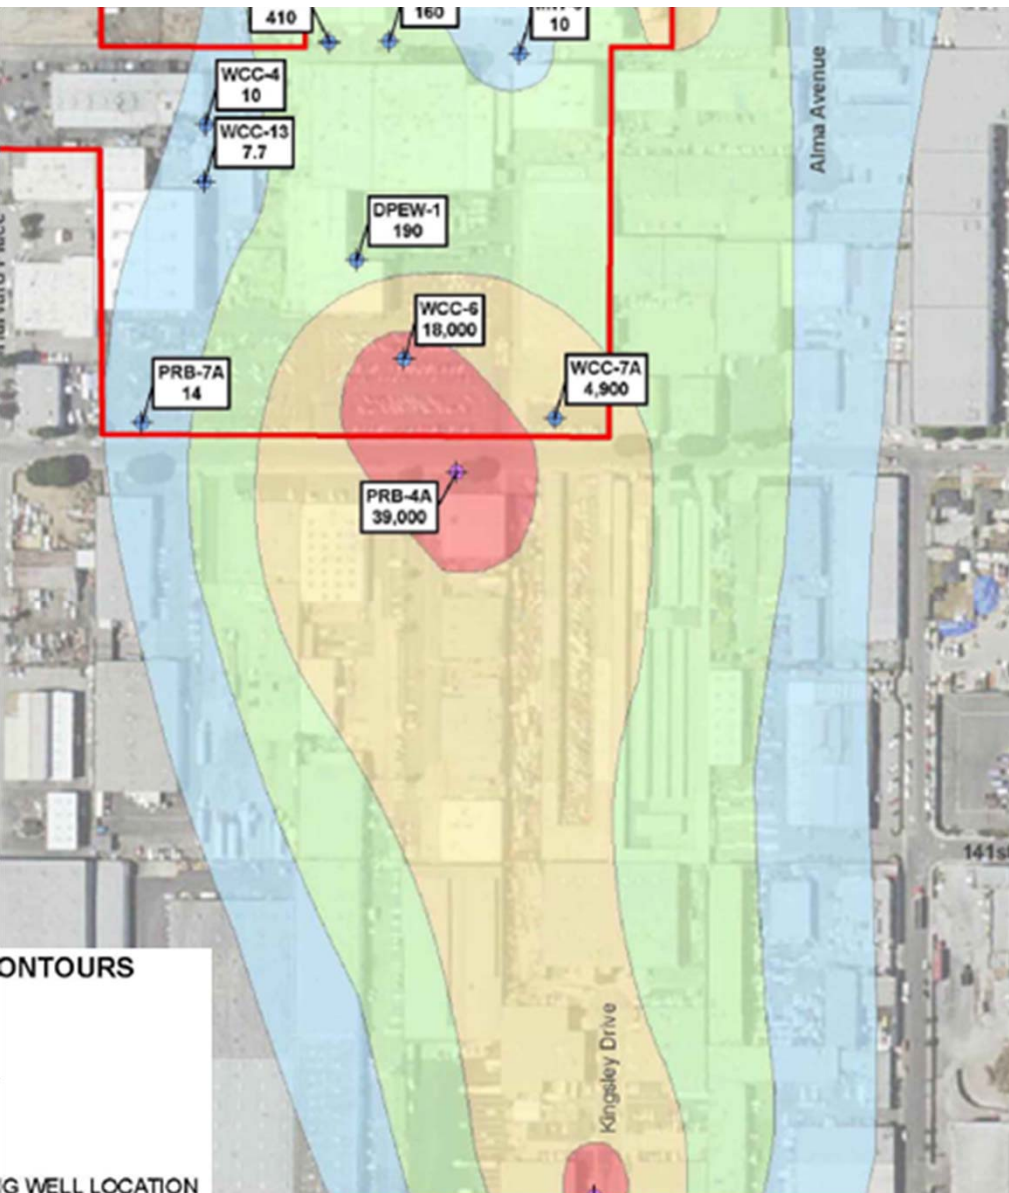 410
160
10
WCC-4
10
WCC-13
7.7
Alma Avenue
DPEW-1
190
WCC-6
18,000
WCC-7A
4,900
PRB-7A
14
PRB-4A
39,000
141s
ONTOURS
Kingsley Drive
G WELL LOCATION